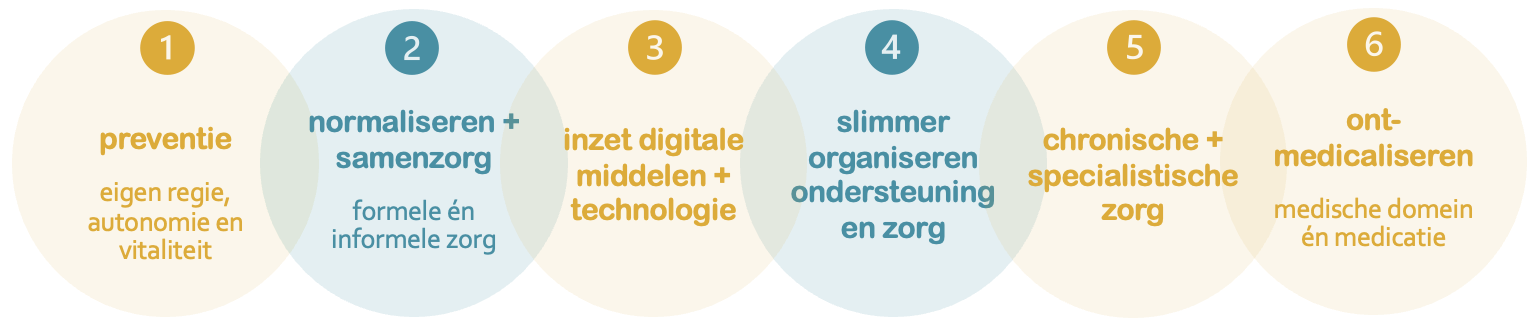 1
preventie
eigen regie,
autonomie en
vitaliteit
2
normaliseren +
samenzorg
formele én
informele zorg
3
inzet digitale
middelen +
technologie
4
slimmer
organiseren
ondersteuning
en zorg
5
chronische +
specialistische
zorg
6
ont-
medicaliseren
medische domein
én medicatie